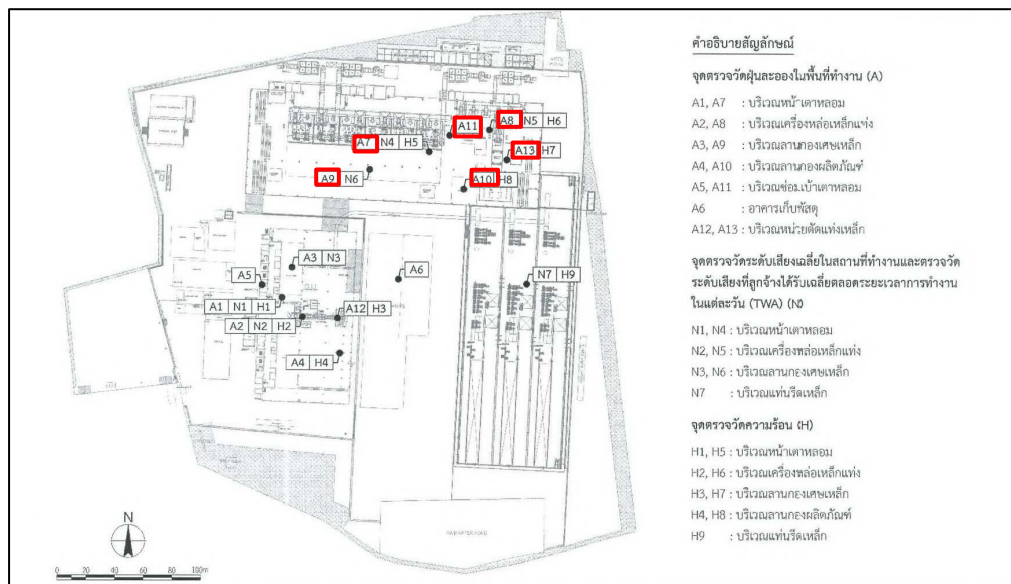 A11
A8 N5 H6
A7 N4 H5
A13 H7
A9 N6
A10 H8
A3 N3
A5
A6
N7 H9
A1 N1 H1
A12 H3
A2 N2 H2
A4 H4
N
0 20 40 60 80 100m
คำอธิบายสัญลักษณ์
จุดตรวจวัดฝุ่นละอองในพื้นที่ทำงาน (A)
A1, A7 : บริเวณหน้าเตาหลอม
A2, A8 : บริเวณเครื่องหล่อเหล็กแท่ง
A3, A9 : บริเวณลานกองเศษเหล็ก
A4, A10 : บริเวณลานกองผลิตภัณฑ์
A5, A11 : บริเวณซ่อมเบ้าเตาหลอม
A6 : อาคารเก็บพัสดุ
A12, A13 : บริเวณหน่วยตัดแท่งเหล็ก
จุดตรวจวัดระดับเสียงเฉลี่ยในสถานที่ทำงานและตรวจวัด
ระดับเสียงที่ลูกจ้างได้รับเฉลี่ยตลอดระยะเวลาการทำงาน
ในแต่ละวัน (TWA) (N)
N1, N4 : บริเวณหน้าเตาหลอม
N2, N5 : บริเวณเครื่องหล่อเหล็กแท่ง
N3, N6 : บริเวณลานกองเศษเหล็ก
N7 : บริเวณแท่นรีดเหล็ก
จุดตรวจวัดความร้อน (H)
H1, H5 : บริเวณหน้าเตาหลอม
H2, H6 : บริเวณเครื่องหล่อเหล็กแท่ง
H3, H7 : บริเวณลานกองเศษเหล็ก
H4, H8 : บริเวณลานกองผลิตภัณฑ์
H9 : บริเวณแท่นรีดเหล็ก